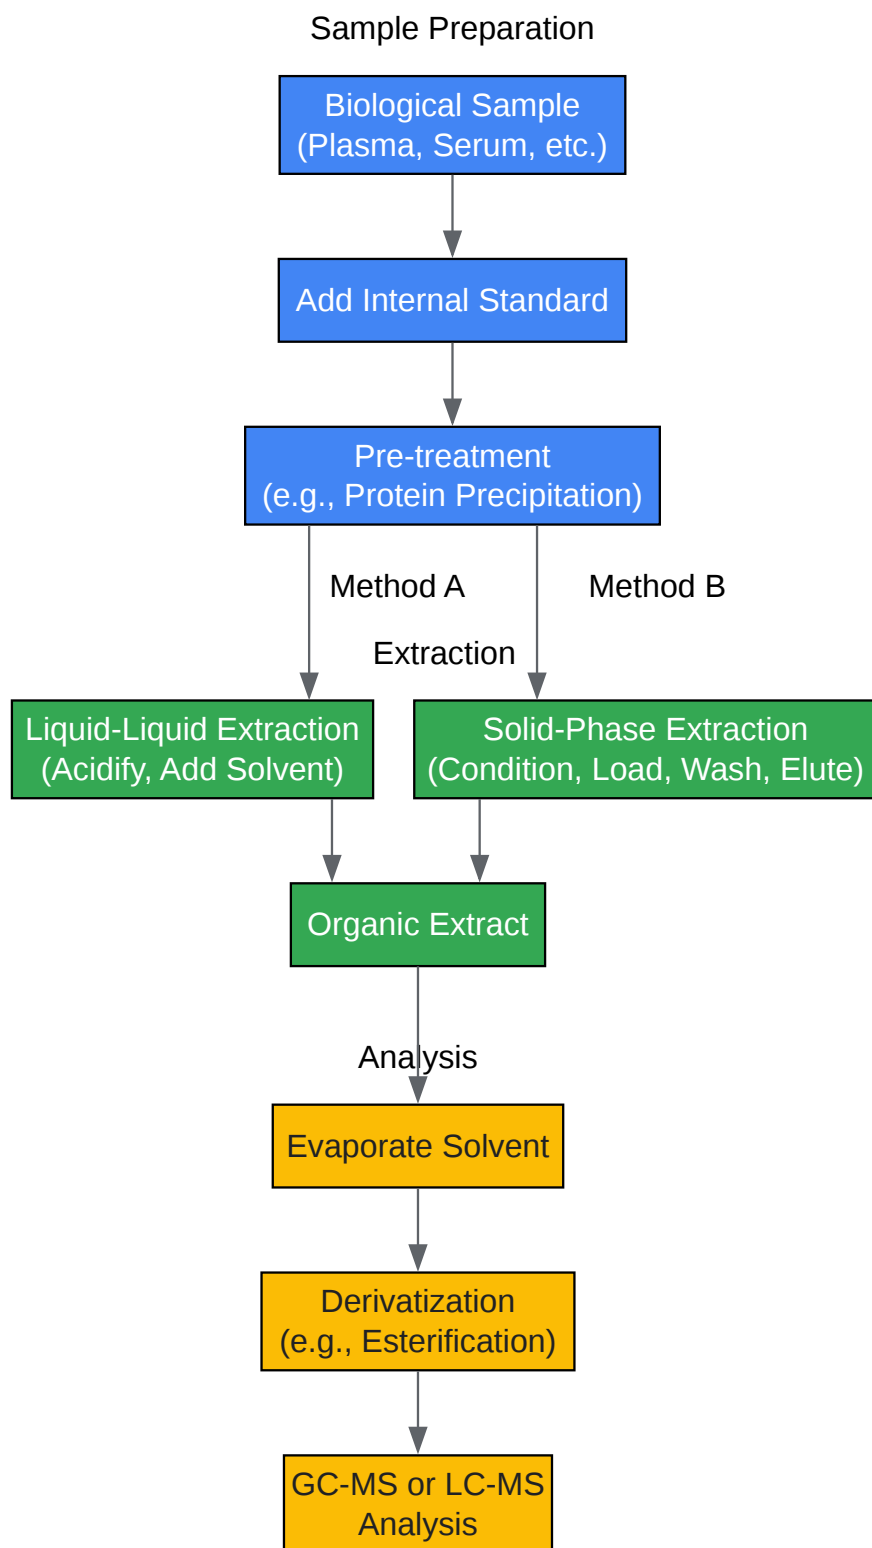 Sample Preparation
Biological Sample
(Plasma, Serum, etc.)
Add Internal Standard
Pre-treatment
(e.g., Protein Precipitation)
Method A
Method B
Extraction
Liquid-Liquid Extraction
(Acidify, Add Solvent)
Solid-Phase Extraction
(Condition, Load, Wash, Elute)
Organic Extract
Analysis
Evaporate Solvent
Derivatization
(e.g., Esterification)
GC-MS or LC-MS
Analysis